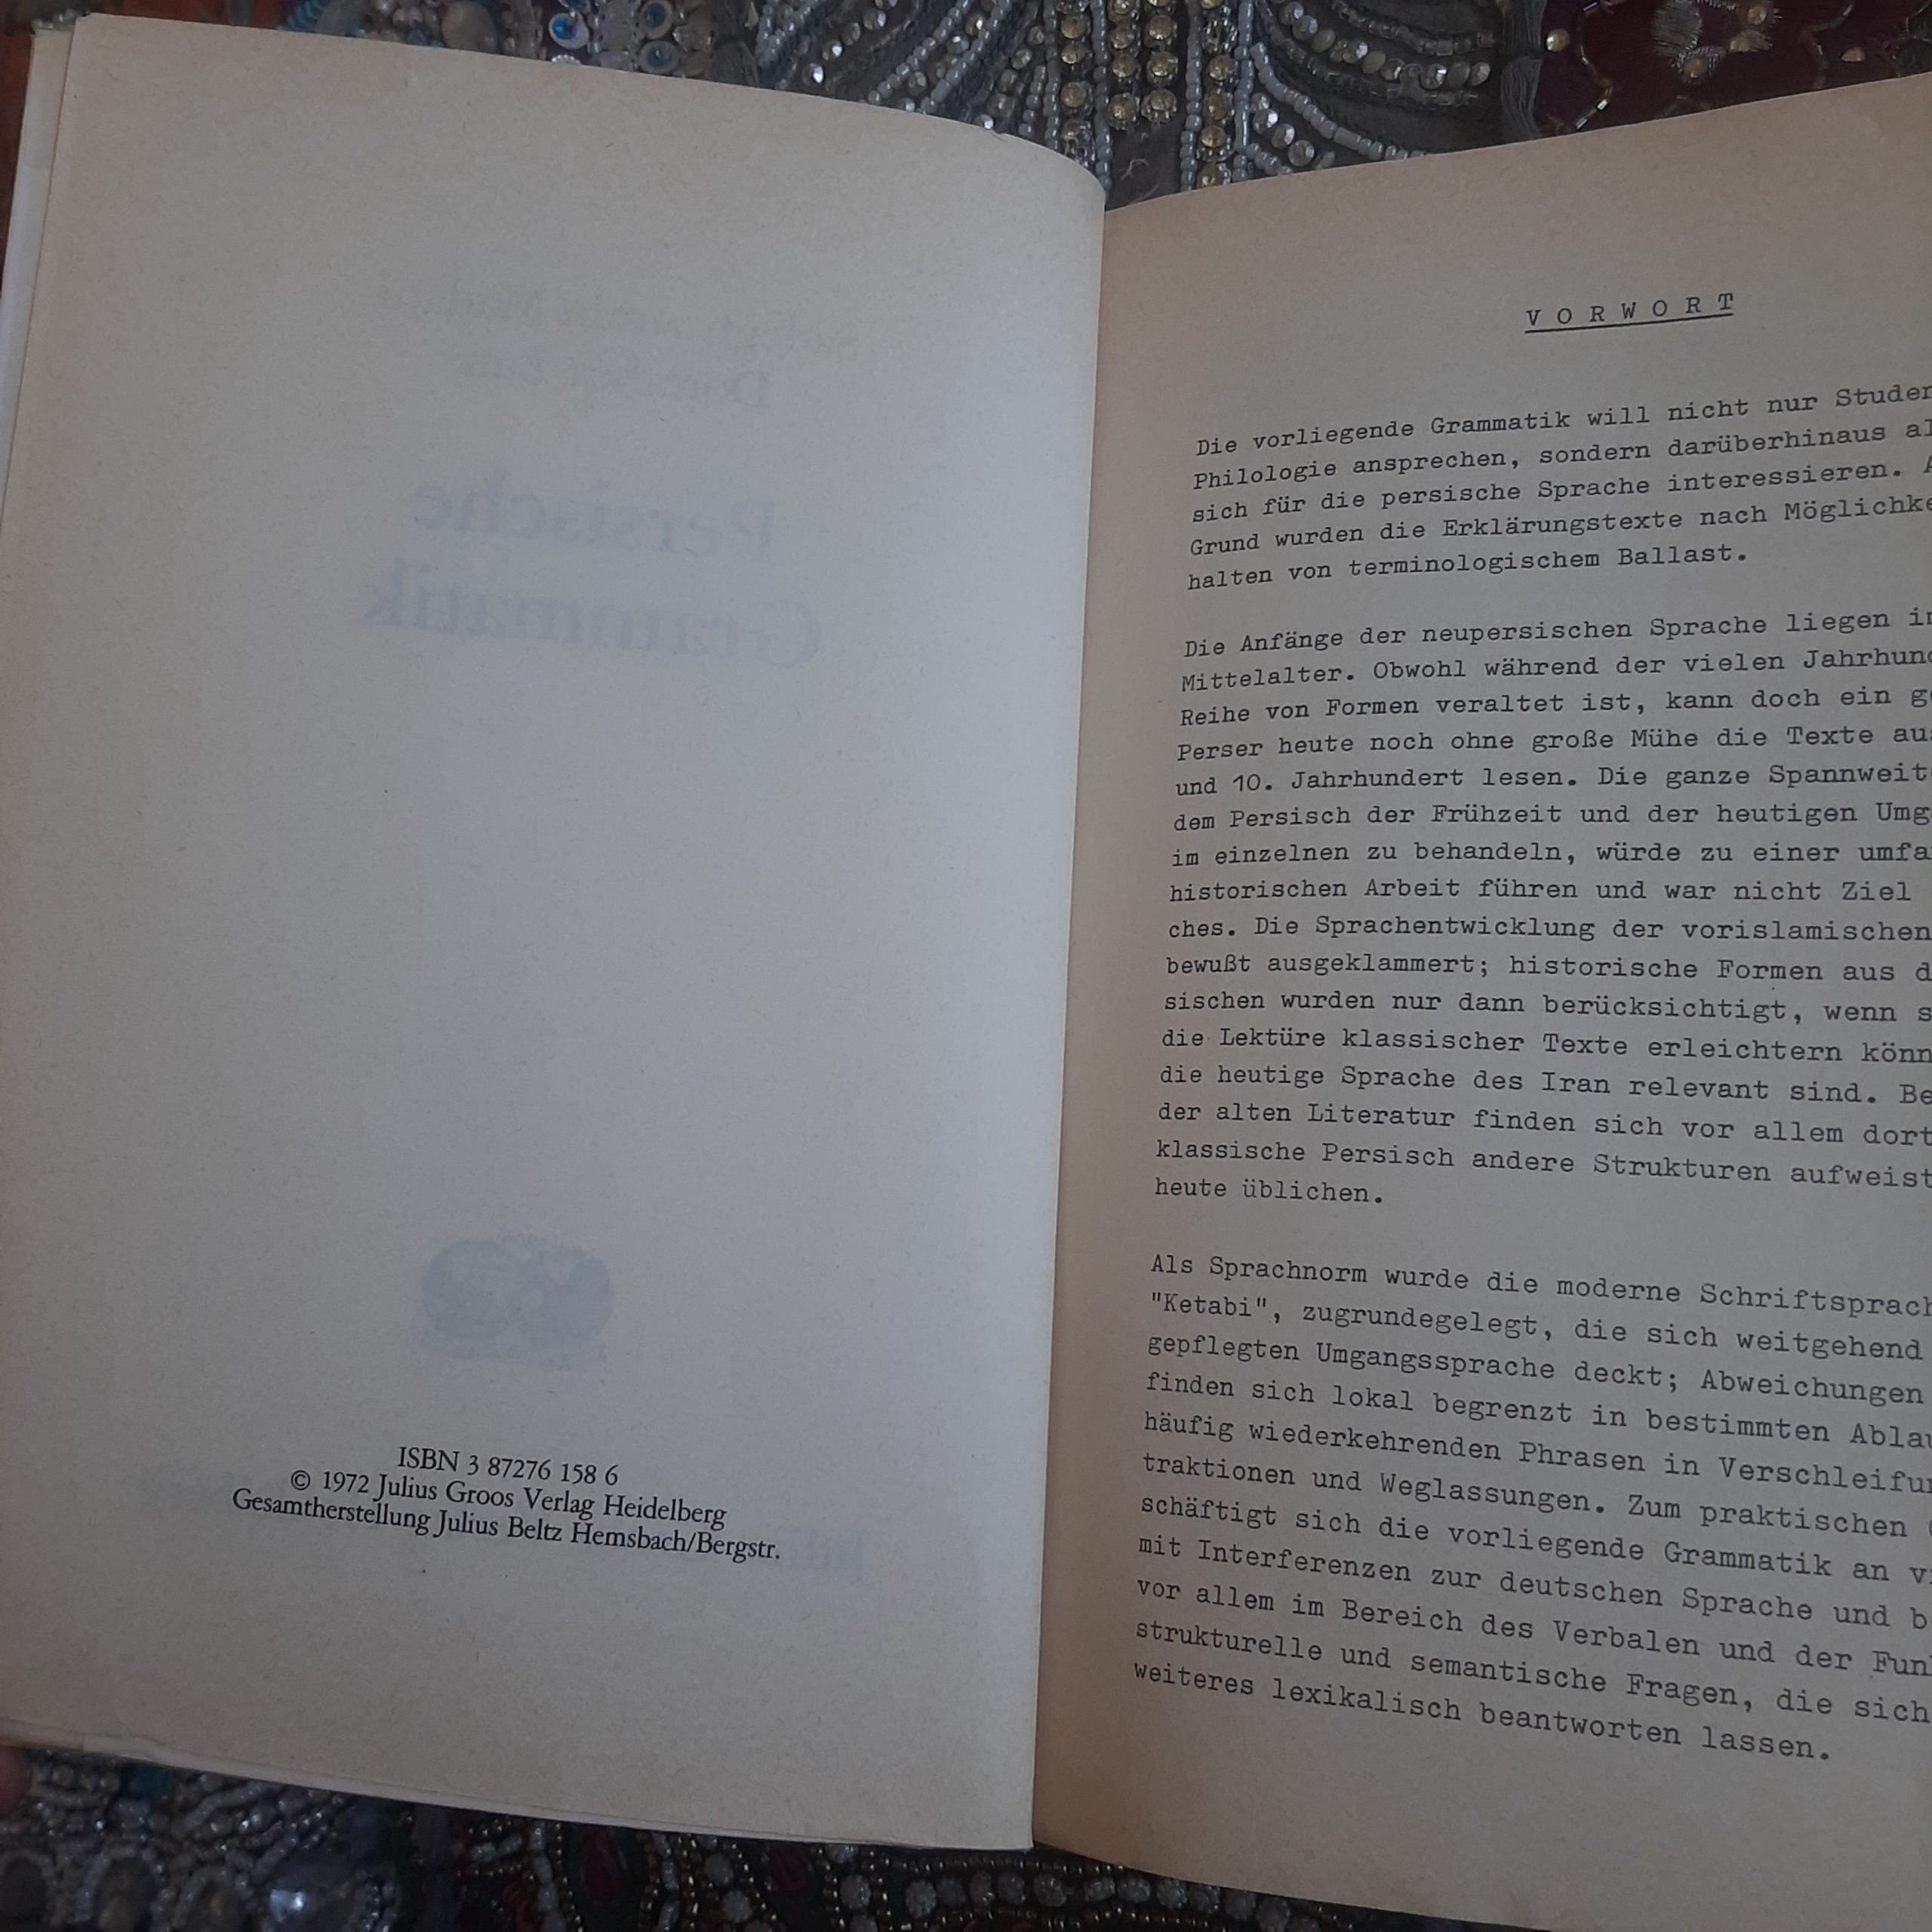 Persische
Grammatik
ISBN 3 87276 158 6
© 1972 Julius Groos Verlag Heidelberg
Gesamtherstellung Julius Beltz Hemsbach/Bergstr.
VORWORT
Die vorliegende Grammatik will nicht nur
Philologie ansprechen, sondern darüberhinaus
sich für die persische Sprache interessieren.
Grund wurden die Erklärungstexte nach
halten von terminologischem Ballast.
Die Anfänge der neupersischen Sprache liegen
Mittelalter. Obwohl während der vielen
Reihe von Formen veraltet ist, kann doch ein
Perser heute noch ohne große Mühe die Texte
und 10. Jahrhundert lesen. Die ganze
dem Persisch der Frühzeit und der heutigen
im einzelnen zu behandeln, würde zu einer
historischen Arbeit führen und war nicht Ziel
ches. Die Sprachentwicklung der vorislamischen
bewußt ausgeklammert; historische Formen aus
sischen wurden nur dann berücksichtigt, wenn
die Lektüre klassischer Texte erleichtern
die heutige Sprache des Iran relevant sind.
der alten Literatur finden sich vor allem dort
klassische Persisch andere Strukturen aufweist
heute üblichen.
Als Sprachnorm wurde die moderne
"Ketabi", zugrundegelegt, die sich weitgehend
gepflegten Umgangssprache deckt; Abweichungen
finden sich lokal begrenzt in bestimmten
häufig wiederkehrenden Phrasen in
traktionen und Weglassungen. Zum praktischen
schäftigt sich die vorliegende Grammatik an
mit Interferenzen zur deutschen Sprache und
vor allem im Bereich des Verbalen und der
strukturelle und semantische Fragen, die sich
weiteres lexikalisch beantworten lassen.